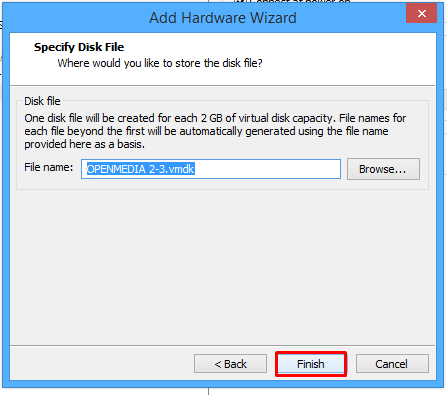 Add Hardware Wizard
Specify Disk File
Where would you like to store the disk file?
Disk file
One disk file will be created for each 2 GB of virtual disk capacity. File names for
each file beyond the first will be automatically generated using the file name
provided here as a basis.
File name: OPENMEDIA 2-3.vmdk Browse...
< Back Finish Cancel